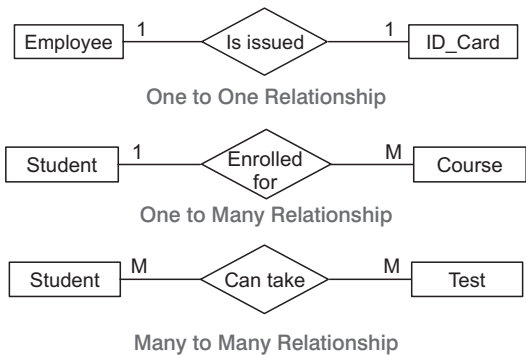 Employee 1 Is issued 1 ID_Card
One to One Relationship
Student 1 Enrolled for M Course
One to Many Relationship
Student M Can take M Test
Many to Many Relationship